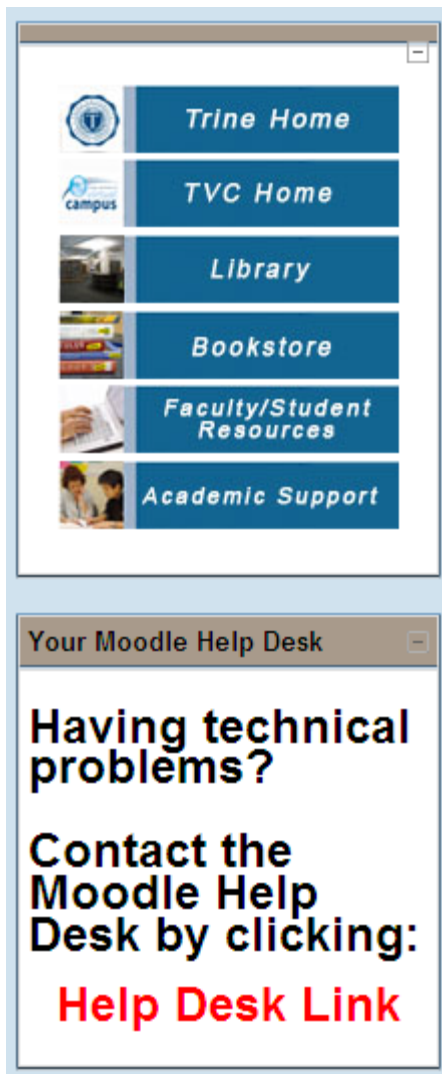 Trine Home
campus
TVC Home
Library
Bookstore
Faculty/Student
Resources
Academic Support
Your Moodle Help Desk
Having technical
problems?
Contact the
Moodle Help
Desk by clicking:
Help Desk Link